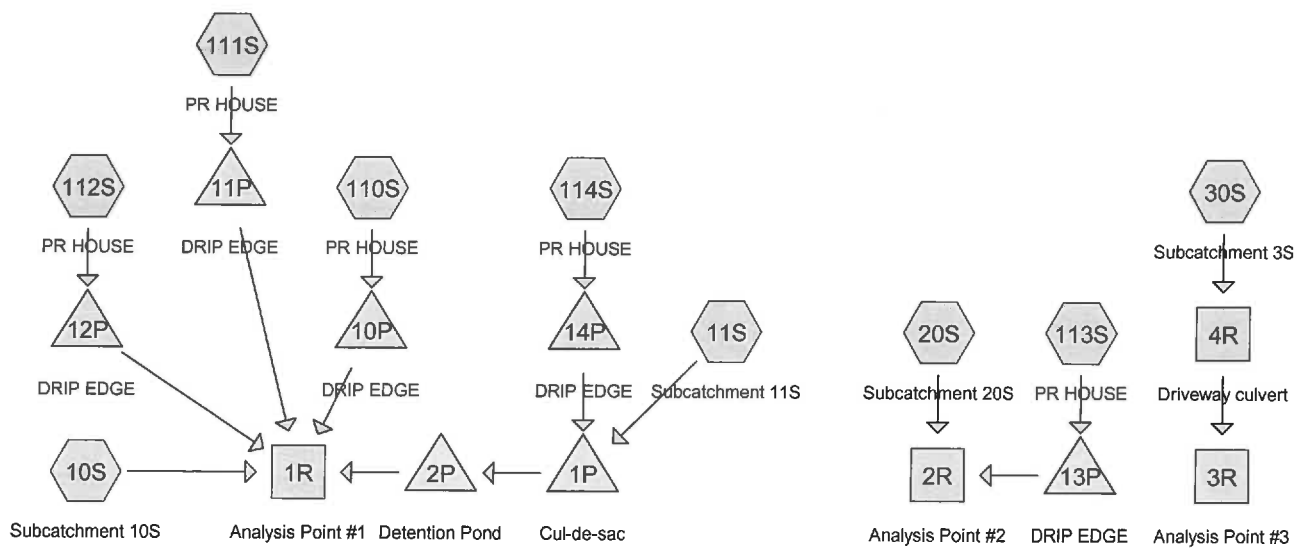 111S
PR HOUSE
112S
11P
110S
114S
30S
PR HOUSE
DRIP EDGE
PR HOUSE
PR HOUSE
Subcatchment 3S
12P
10P
14P
11S
20S
113S
4R
DRIP EDGE
DRIP EDGE
DRIP EDGE
Subcatchment 11S
Subcatchment 20S
PR HOUSE
Driveway culvert
10S
1R
2P
1P
2R
13P
3R
Subcatchment 10S
Analysis Point #1
Detention Pond
Cul-de-sac
Analysis Point #2
DRIP EDGE
Analysis Point #3